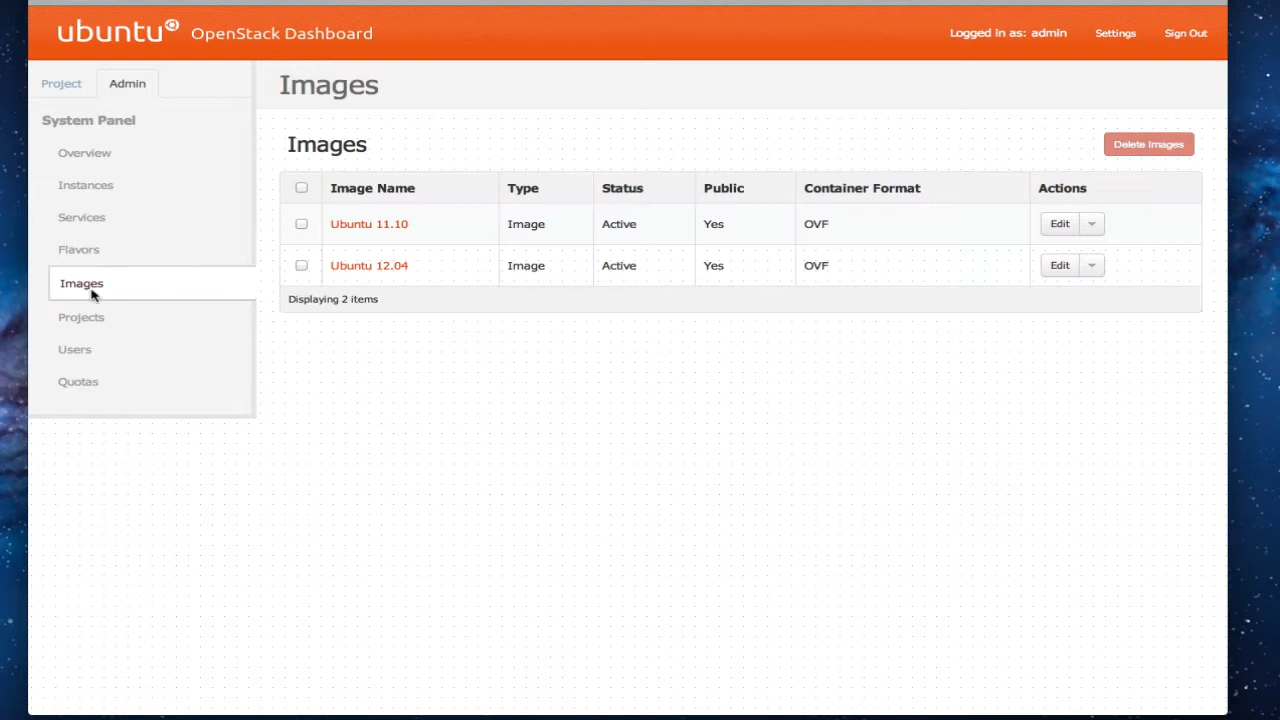 ubuntu OpenStack Dashboard Logged in as: admin Settings Sign Out
Project Admin
Images
System Panel
Overview
Instances
Services
Flavors
Images
Projects
Users
Quotas
Images Delete Images
Image Name Type Status Public Container Format Actions
Ubuntu 11.10 Image Active Yes OVF Edit
Ubuntu 12.04 Image Active Yes OVF Edit
Displaying 2 items